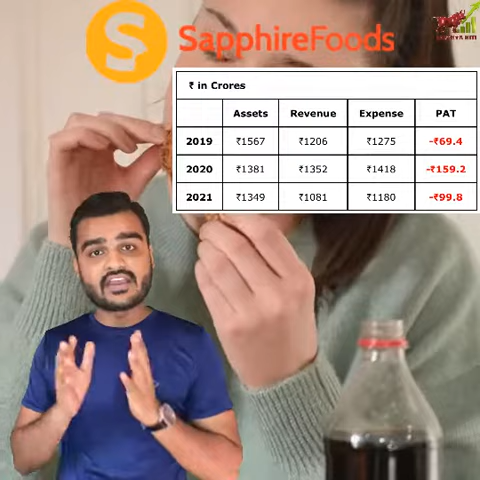 S SapphireFoods
₹ in Crores
Assets Revenue Expense PAT
2019 ₹1567 ₹1206 ₹1275 -₹69.4
2020 ₹1381 ₹1352 ₹1418 -₹159.2
2021 ₹1349 ₹1081 ₹1180 -₹99.8